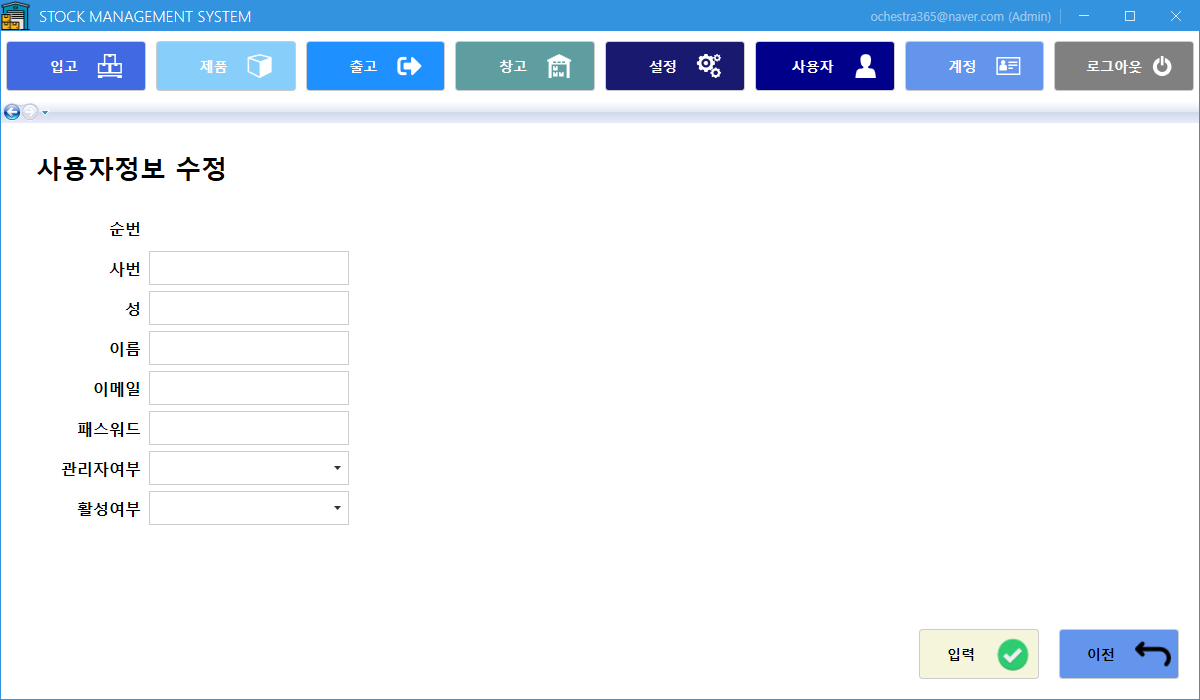 STOCK MANAGEMENT SYSTEM
ochestra365@naver.com (Admin)
입고
제품
출고
창고
설정
사용자
계정
로그아웃
사용자정보 수정
순번
사번
성
이름
이메일
패스워드
관리자여부
활성여부
입력
이전